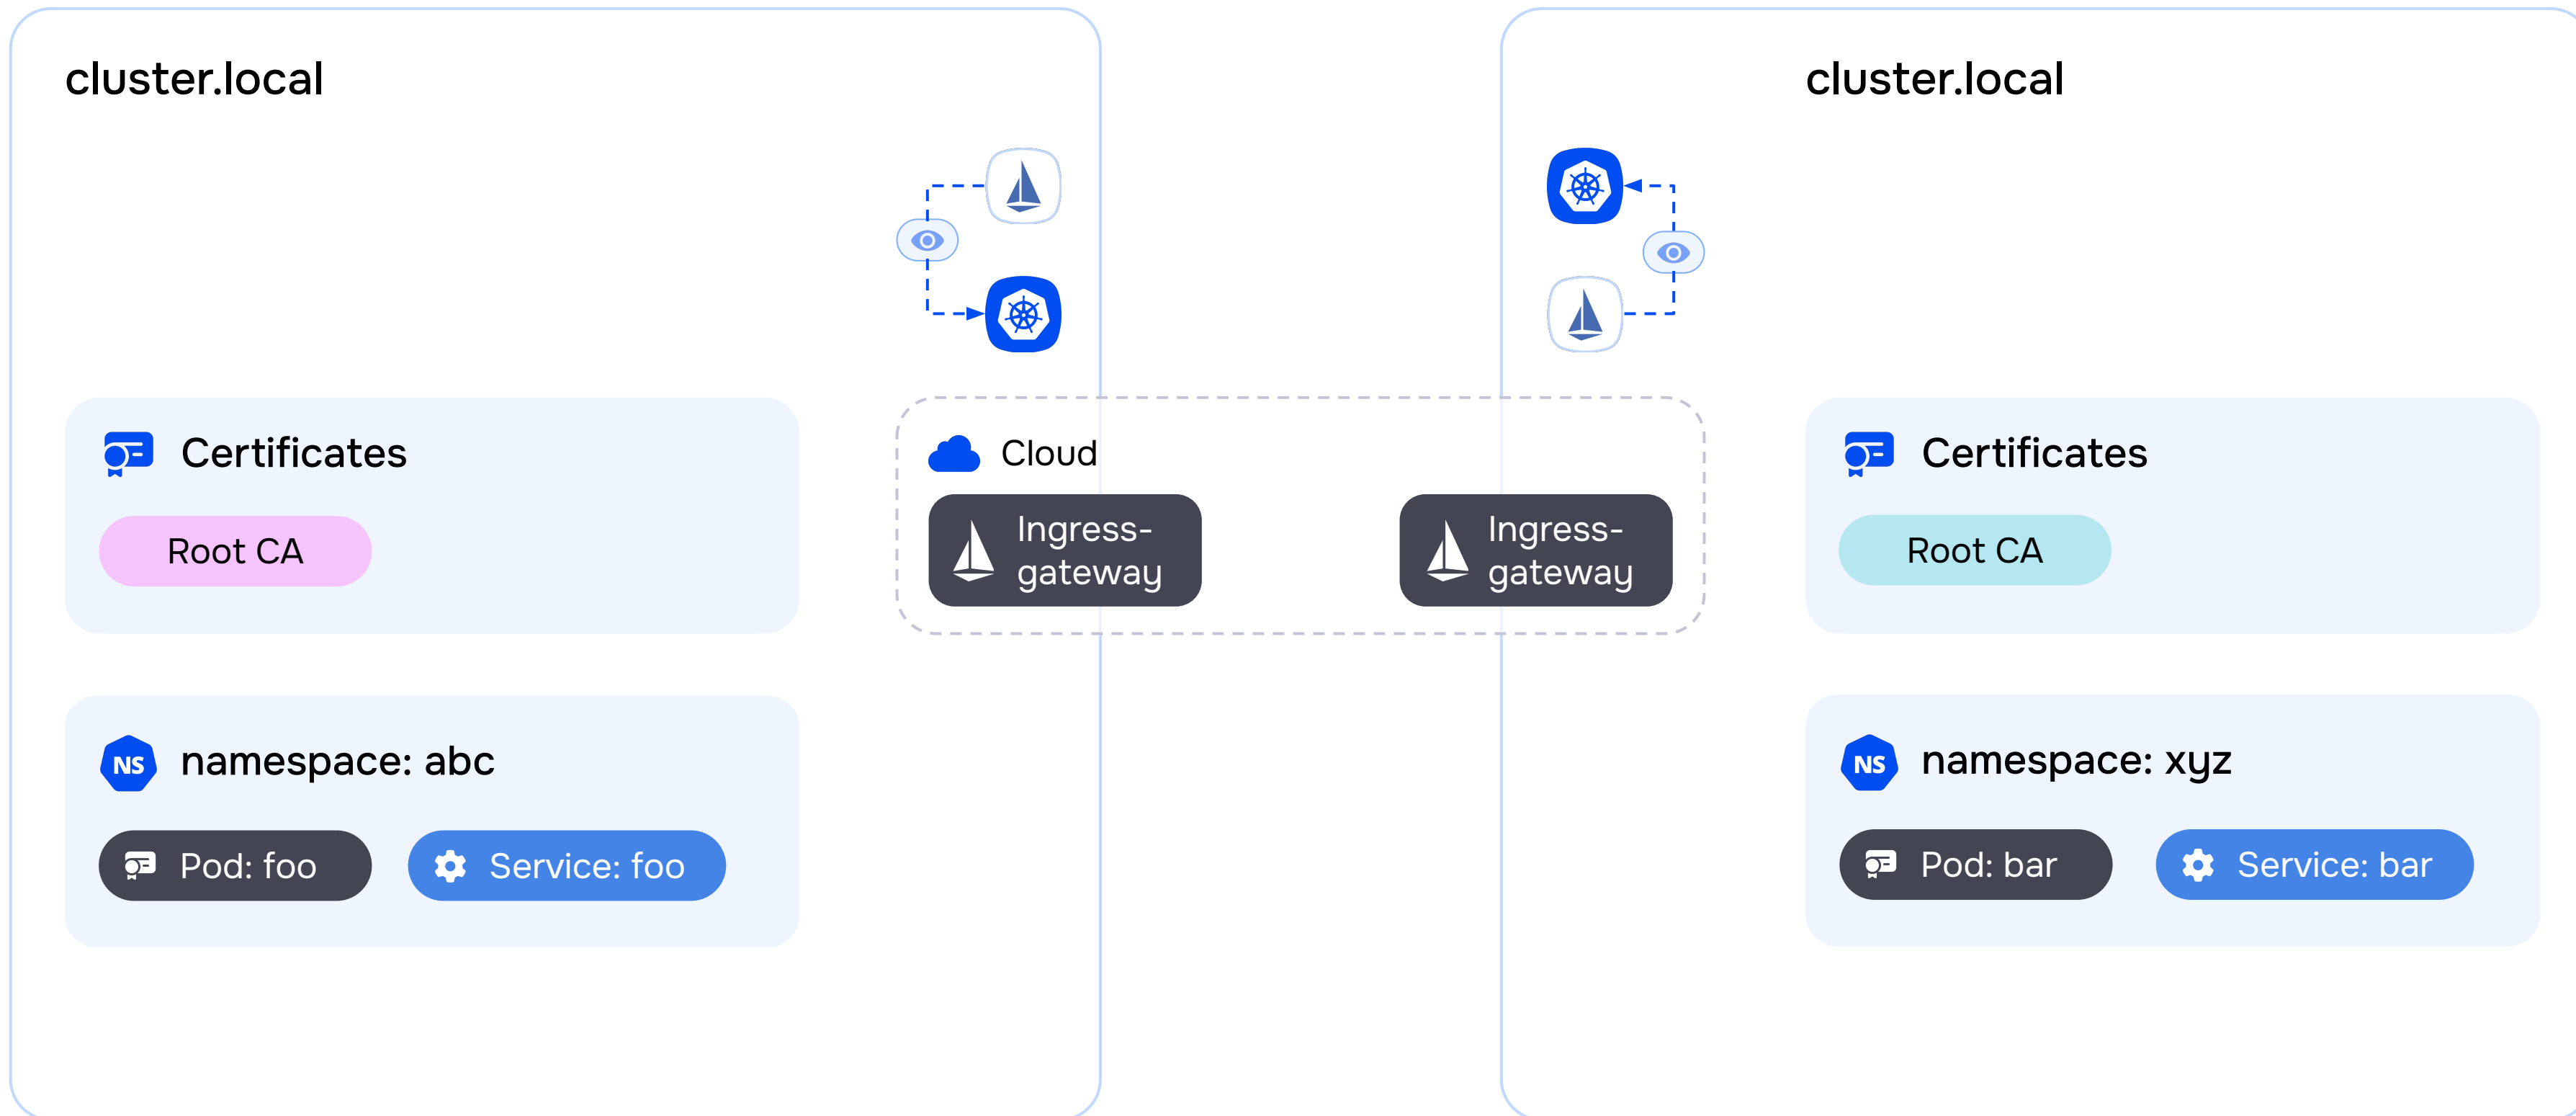 cluster.local
Certificates
Root CA
NS
namespace: abc
Pod: foo
Service: foo
Cloud
Ingress-
gateway
Ingress-
gateway
cluster.local
Certificates
Root CA
NS
namespace: xyz
Pod: bar
Service: bar